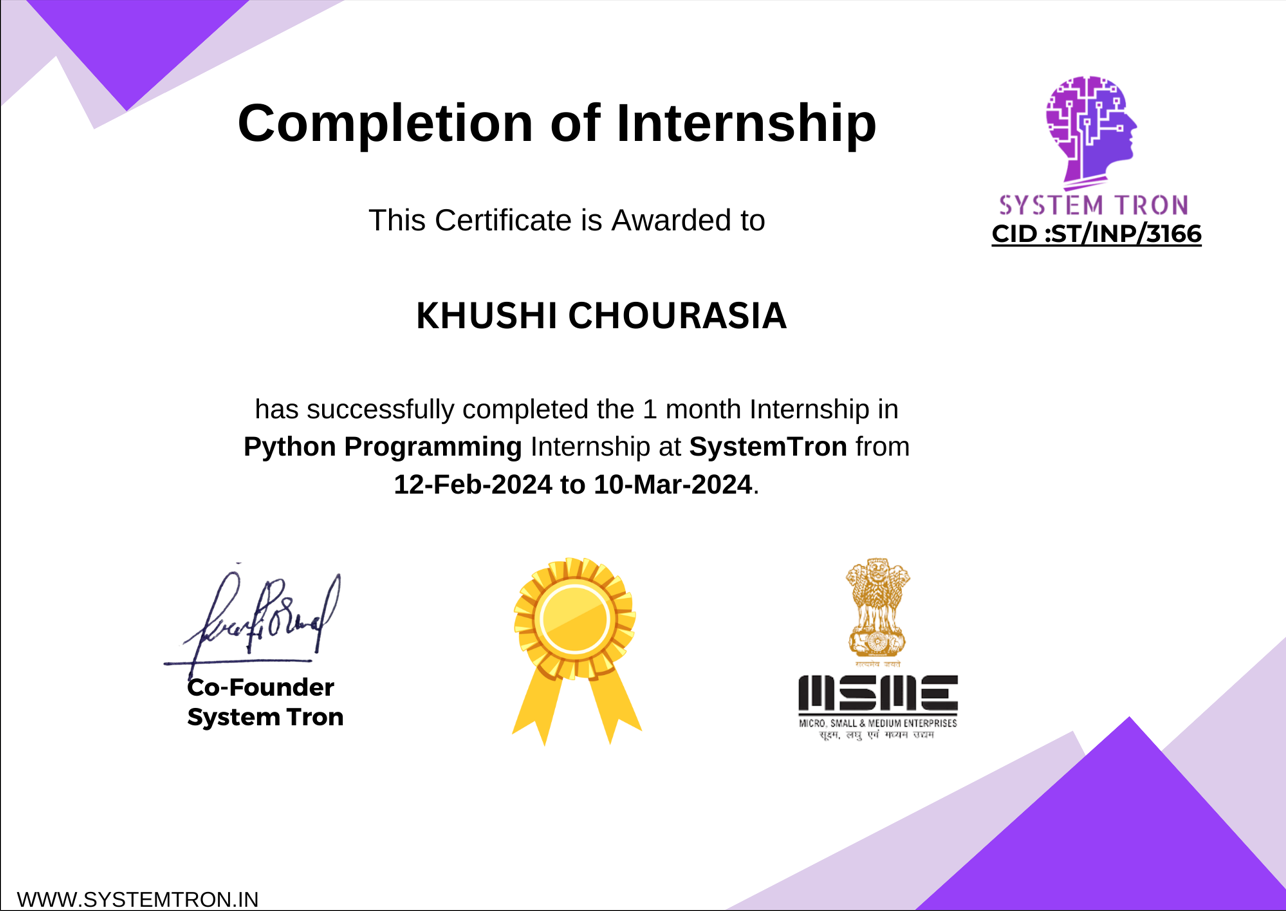 Completion of Internship
This Certificate is Awarded to
SYSTEM TRON
CID :ST/INP/3166
KHUSHI CHOURASIA
has successfully completed the 1 month Internship in
Python Programming Internship at SystemTron from
12-Feb-2024 to 10-Mar-2024.
Co-Founder
System Tron
सत्यमेव जयते
MSME
MICRO, SMALL & MEDIUM ENTERPRISES
सूक्ष्म, लघु एवं मध्यम उद्यम
WWW.SYSTEMTRON.IN